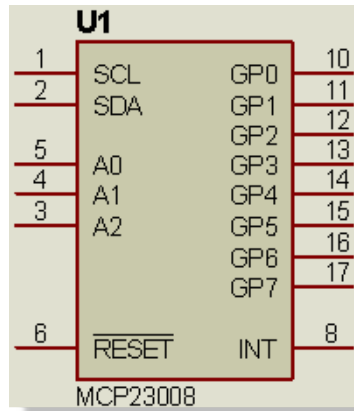 U1
1 SCL GP0 10
2 SDA GP1 11
GP2 12
5 A0 GP3 13
4 A1 GP4 14
3 A2 GP5 15
GP6 16
GP7 17
6 RESET INT 8
MCP23008